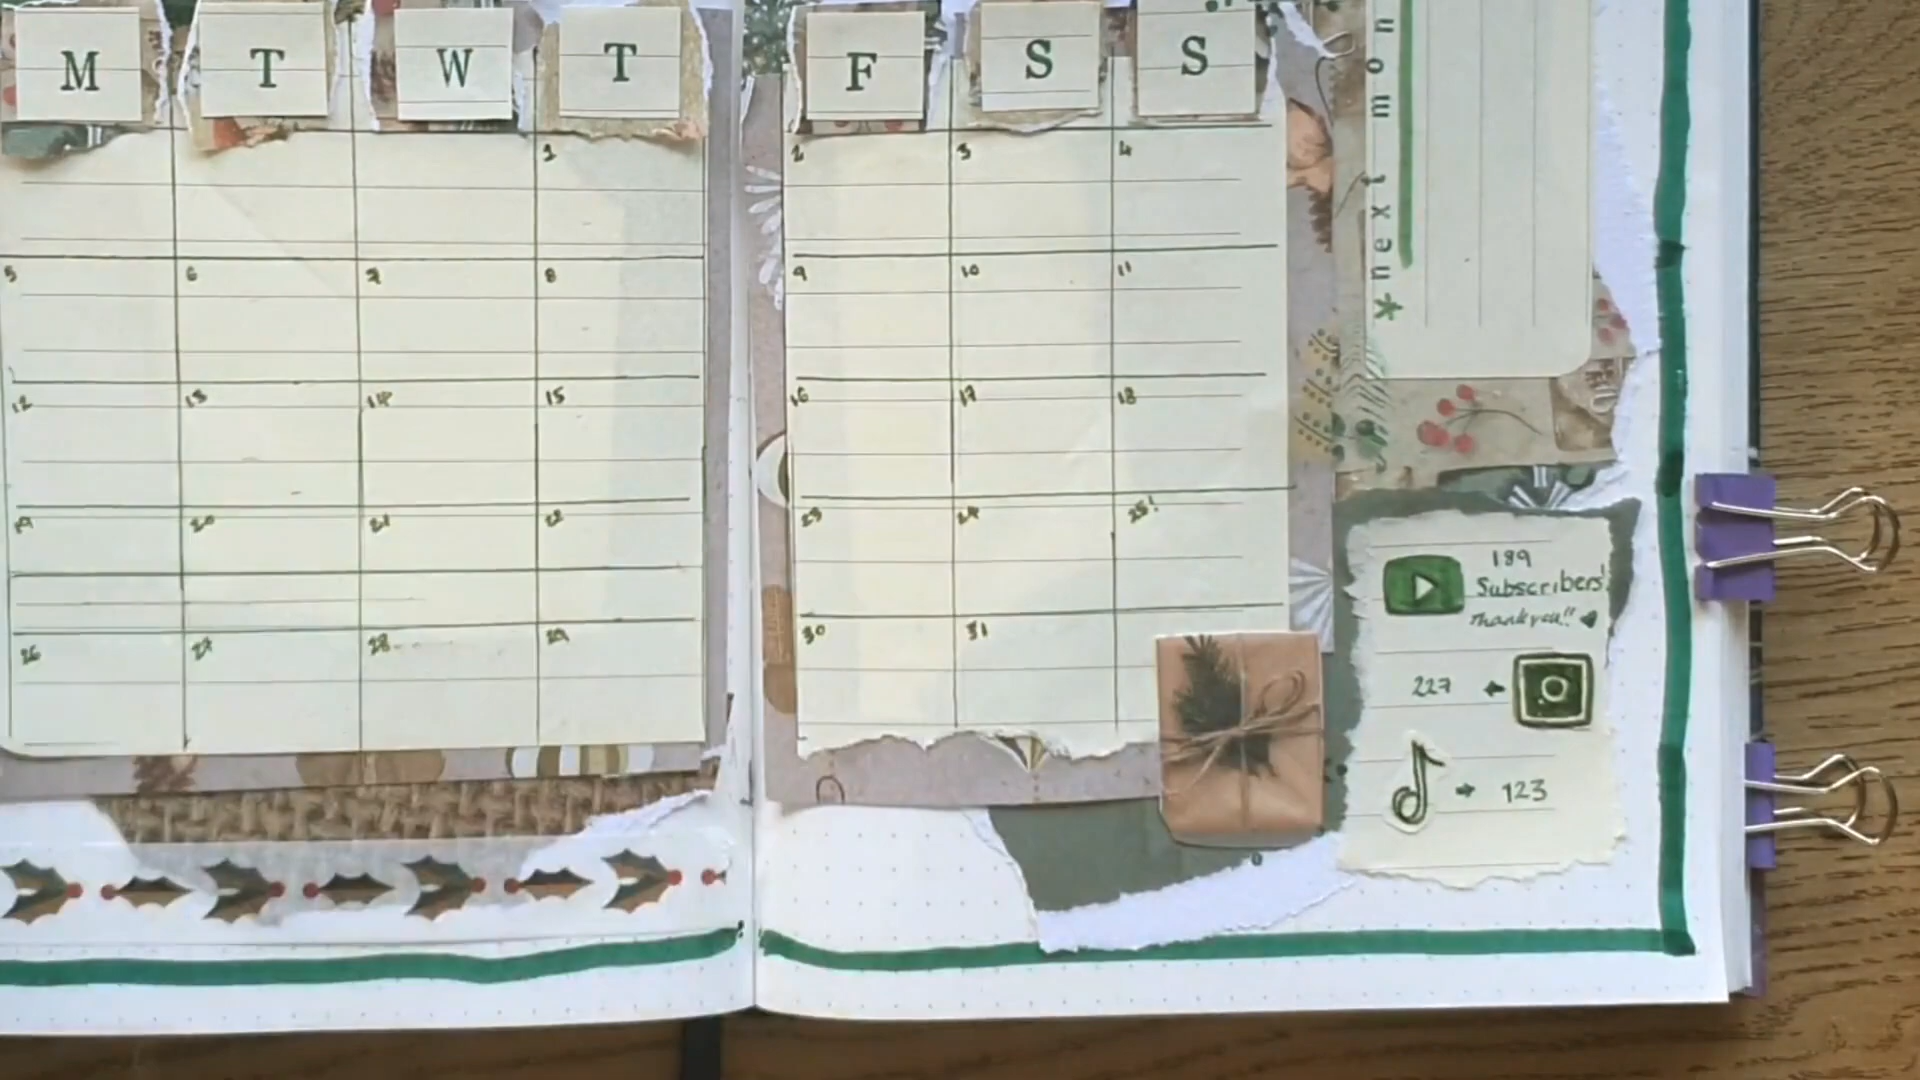 M T W T F S S
1 2 3 4
5 6 7 8 9 10 11
12 13 14 15 16 17 18
19 20 21 22 23 24 25!
26 27 28 29 30 31
*next mon
189
Subscribers!
Thankyou!!
227
123